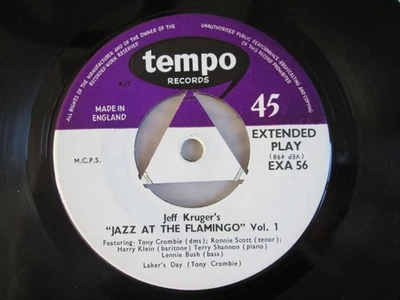 ALL RIGHTS OF THE MANUFACTURER AND OF THE OWNER OF THE RECORDED WORK RESERVED
UNAUTHORISED PUBLIC PERFORMANCE, BROADCASTING AND COPYING OF THIS RECORD PROHIBITED
tempo
RECORDS
MADE IN
ENGLAND
45
EXTENDED
PLAY
(VEP 498)
EXA 56
M.C.P.S.
Jeff Kruger's
"JAZZ AT THE FLAMINGO" Vol. 1
Featuring: Tony Crombie (dms); Ronnie Scott (tenor);
Harry Klein (baritone) Terry Shannon (piano)
Lennie Bush (bass)
Laker's Day (Tony Crombie)